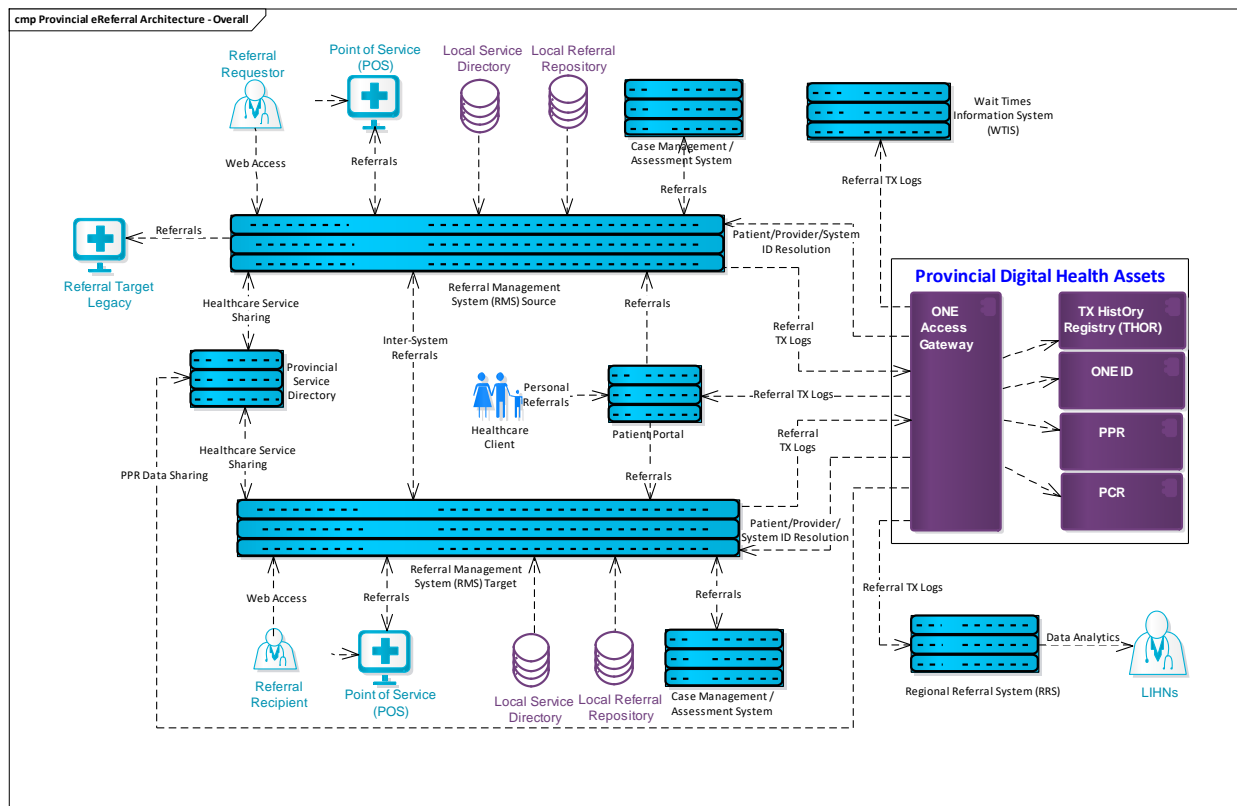 cmp Provincial eReferral Architecture - Overall
Referral
Requestor
Point of Service
(POS)
Local Service
Directory
Local Referral
Repository
Case Management /
Assessment System
Wait Times
Information System
(WTIS)
Web Access
Referrals
Referrals
Referral TX Logs
Referrals
Referral Target
Legacy
Patient/Provider/System
ID Resolution
Referral Management
System (RMS) Source
Healthcare Service
Sharing
Inter-System
Referrals
Referrals
Referral
TX Logs
Provincial Digital Health Assets
ONE
Access
Gateway
TX HistOry
Registry (THOR)
ONE ID
PPR
PCR
Provincial
Service
Directory
Personal
Referrals
Healthcare
Client
Patient Portal
Referral TX Logs
Healthcare Service
Sharing
PPR Data Sharing
Referrals
Referral
TX Logs
Patient/Provider/
System ID Resolution
Referral Management
System (RMS) Target
Web Access
Referrals
Referrals
Referral TX Logs
Referral
Recipient
Point of Service
(POS)
Local Service
Directory
Local Referral
Repository
Case Management /
Assessment System
Regional Referral System (RRS)
Data Analytics
LIHNs